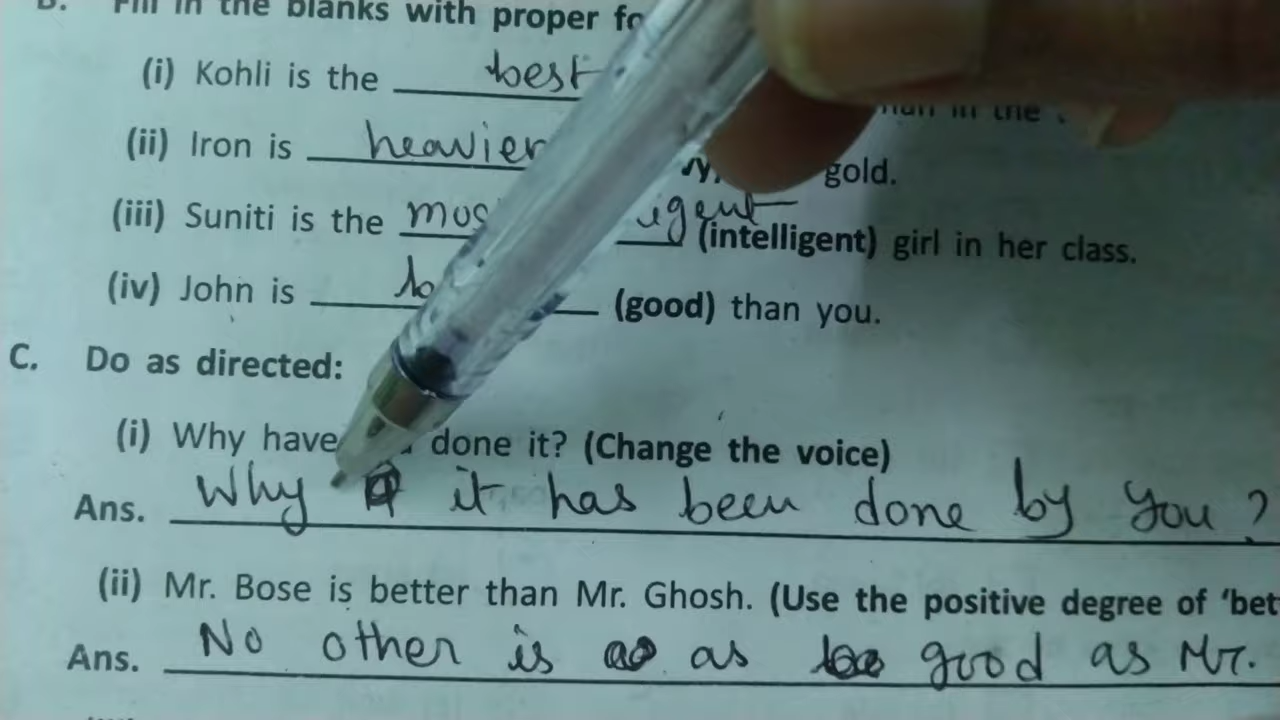 B. Fill in the blanks with proper
(i) Kohli is the best
in the
(ii) Iron is heavier gold.
(iii) Suniti is the (intelligent) girl in her class.
(iv) John is (good) than you.
C. Do as directed:
(i) Why have done it? (Change the voice)
Ans. Why it has been done by you ?
(ii) Mr. Bose is better than Mr. Ghosh. (Use the positive degree of
Ans. No other is as good as Mr.